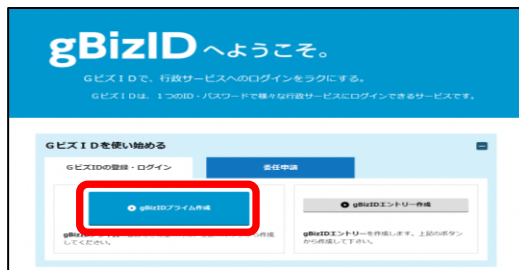 gBizIDへようこそ。
GビズIDで、行政サービスへのログインをラクにする。
GビズIDは、1つのID・パスワードで様々な行政サービスにログインできるサービスです。
GビズIDを使い始める
GビズIDの登録・ログイン
委任申請
gBizIDプライム作成
gBizIDエントリー作成
作成
してください。
gBizIDエントリーを作成します。上記のボタン
から作成して下さい。